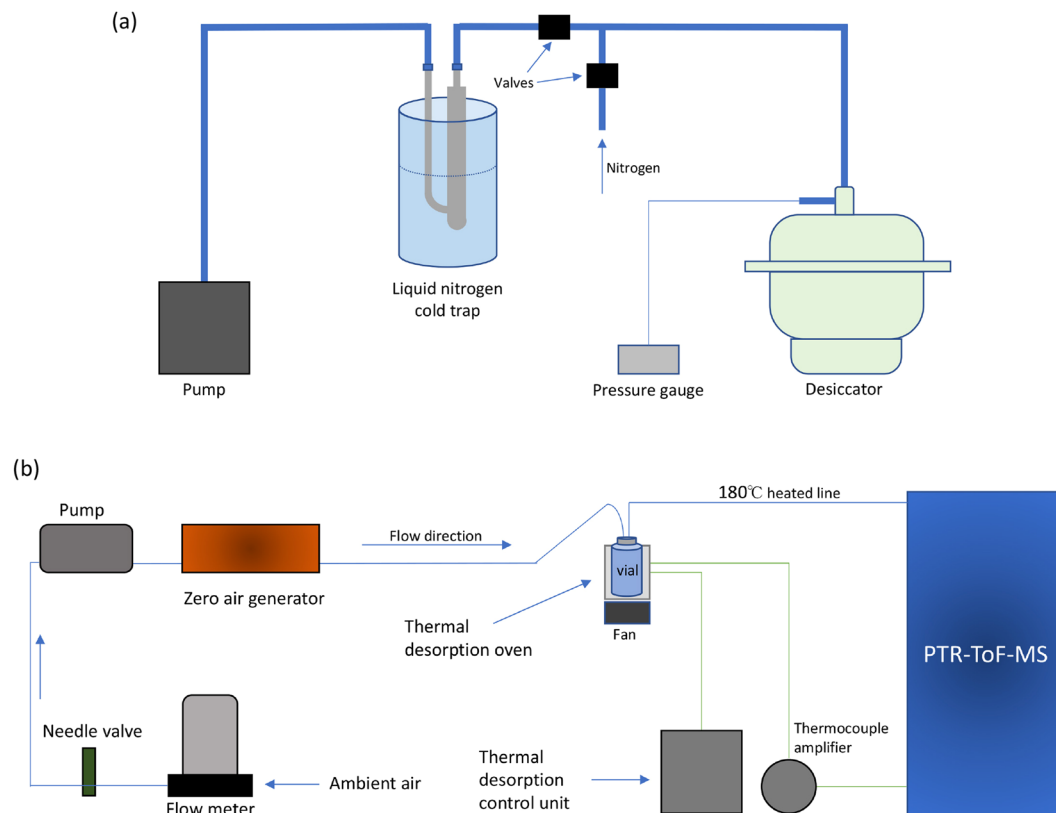 (a)
Valves
Nitrogen
Liquid nitrogen
cold trap
Pump
Pressure gauge
Desiccator
(b)
Pump
180℃ heated line
Flow direction
Zero air generator
vial
Thermal
desorption oven
Fan
PTR-ToF-MS
Needle valve
Thermocouple
amplifier
Thermal
desorption
control unit
Ambient air
Flow meter